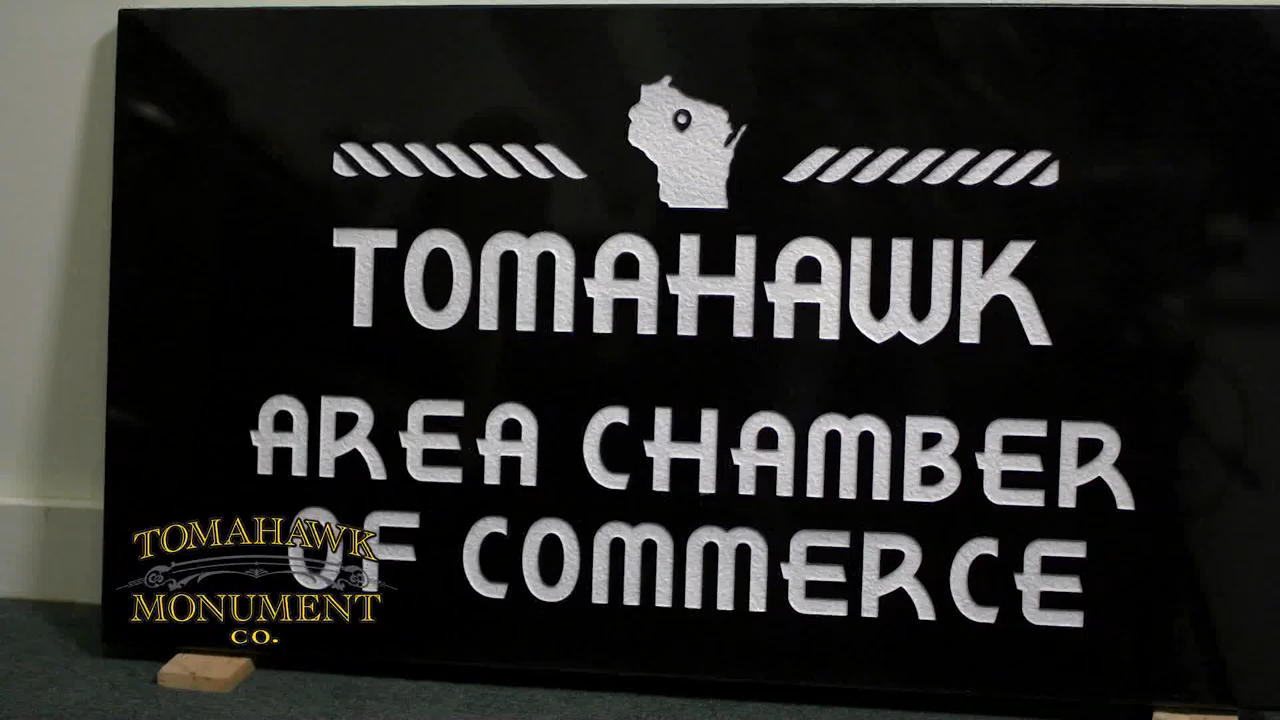 TOMAHAWK
AREA CHAMBER
OF COMMERCE
TOMAHAWK
MONUMENT
CO.